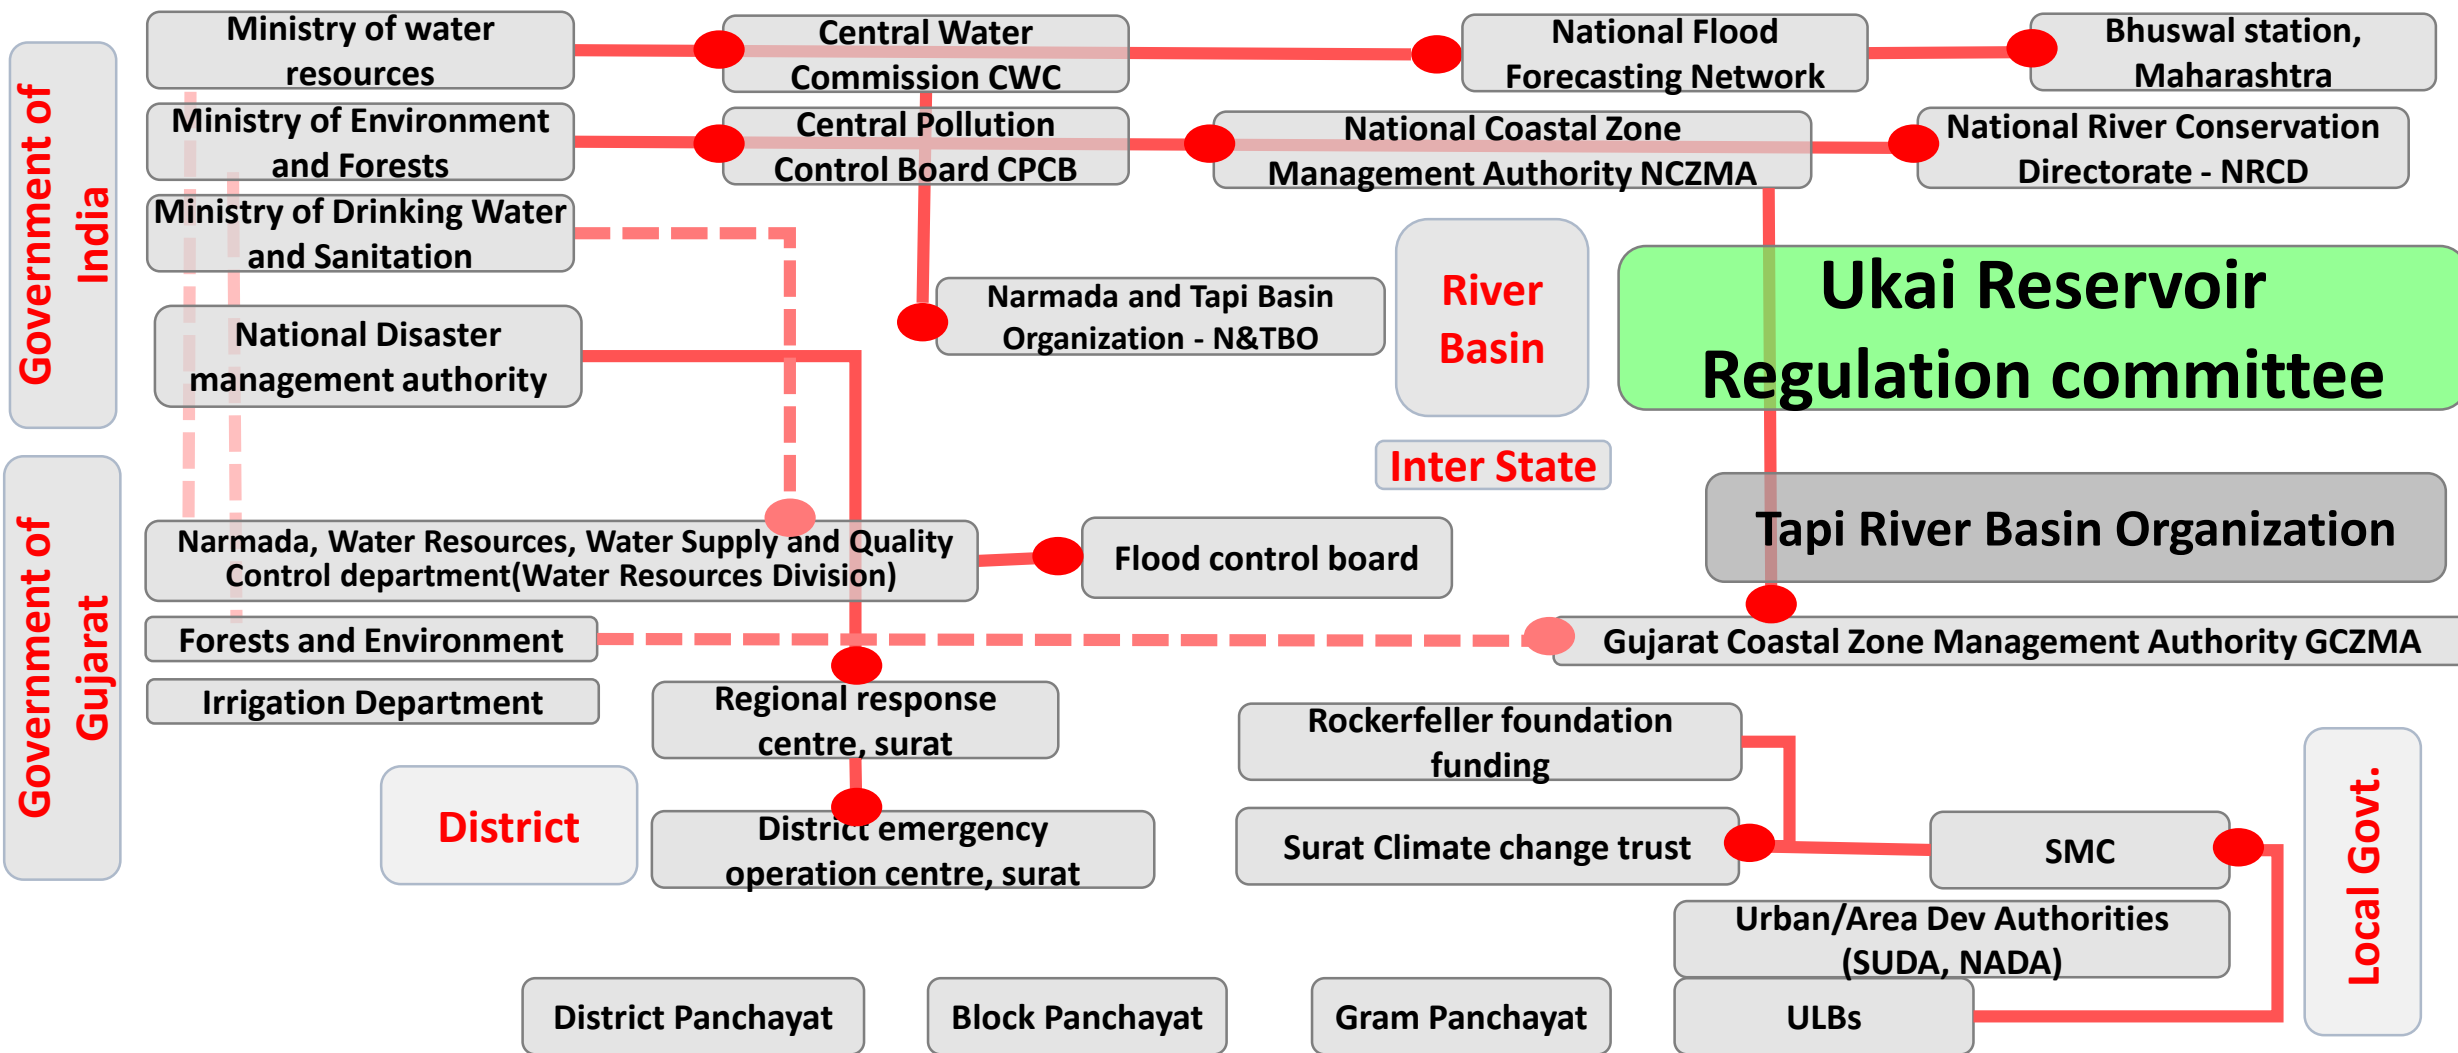 Government of
India
Ministry of water
resources
Central Water
Commission CWC
National Flood
Forecasting Network
Bhuswal station,
Maharashtra
Ministry of Environment
and Forests
Central Pollution
Control Board CPCB
National Coastal Zone
Management Authority NCZMA
National River Conservation
Directorate - NRCD
Ministry of Drinking Water
and Sanitation
National Disaster
management authority
Narmada and Tapi Basin
Organization - N&TBO
River
Basin
Ukai Reservoir
Regulation committee
Inter State
Tapi River Basin Organization
Government of
Gujarat
Narmada, Water Resources, Water Supply and Quality
Control department(Water Resources Division)
Flood control board
Forests and Environment
Gujarat Coastal Zone Management Authority GCZMA
Irrigation Department
Regional response
centre, surat
Rockerfeller foundation
funding
District
District emergency
operation centre, surat
Surat Climate change trust
SMC
Local Govt.
Urban/Area Dev Authorities
(SUDA, NADA)
District Panchayat
Block Panchayat
Gram Panchayat
ULBs